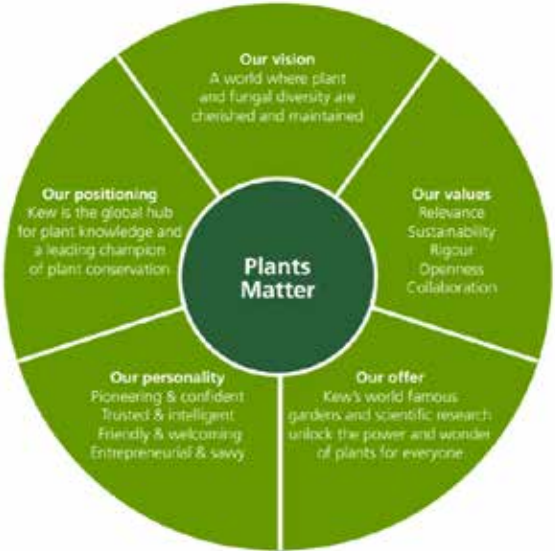 Our vision
A world where plant
and fungal diversity are
cherished and maintained
Our values
Relevance
Sustainability
Rigour
Openness
Collaboration
Our offer
Kew's world famous
gardens and scientific research
unlock the power and wonder
of plants for everyone
Our personality
Pioneering & confident
Trusted & intelligent
Friendly & welcoming
Entrepreneurial & savvy
Our positioning
Kew is the global hub
for plant knowledge and
a leading champion
of plant conservation
Plants
Matter